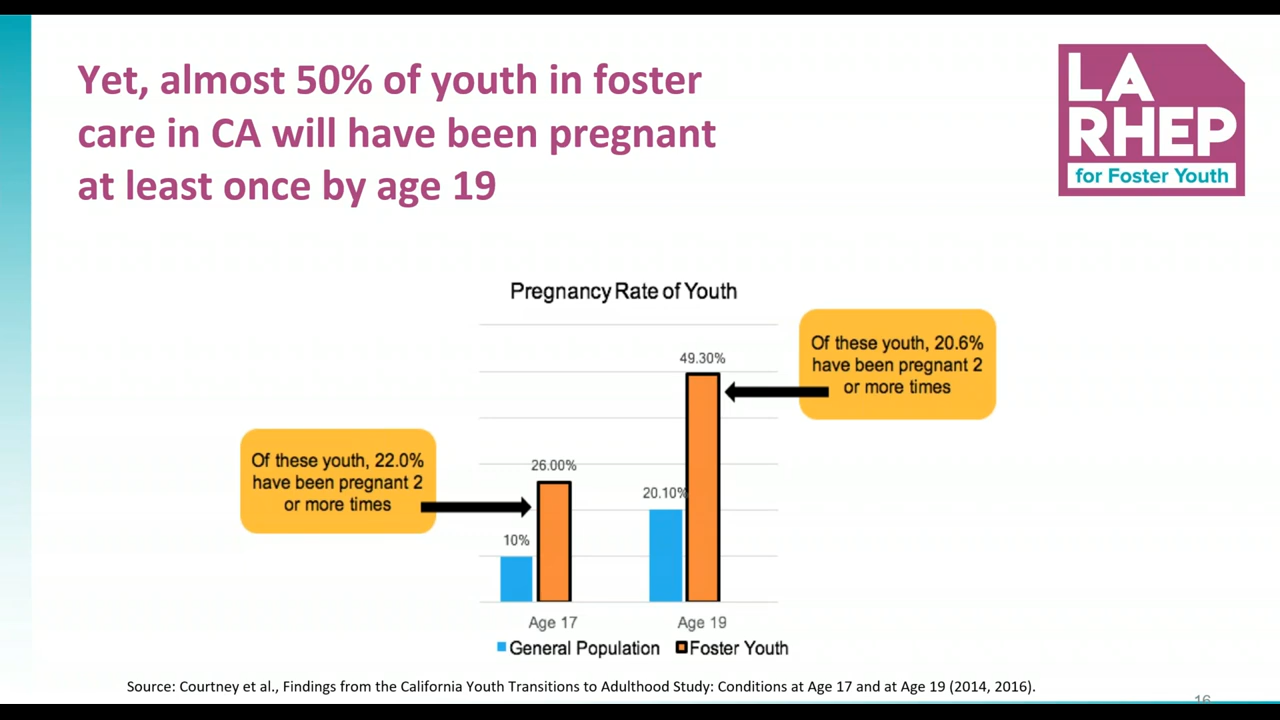 Yet, almost 50% of youth in foster
care in CA will have been pregnant
at least once by age 19
LA
RHEP
for Foster Youth
Pregnancy Rate of Youth
Of these youth, 20.6%
have been pregnant 2
or more times
49.30%
Of these youth, 22.0%
have been pregnant 2
or more times
26.00%
20.10%
10%
Age 17
Age 19
General Population
Foster Youth
Source: Courtney et al., Findings from the California Youth Transitions to Adulthood Study: Conditions at Age 17 and at Age 19 (2014, 2016).
16